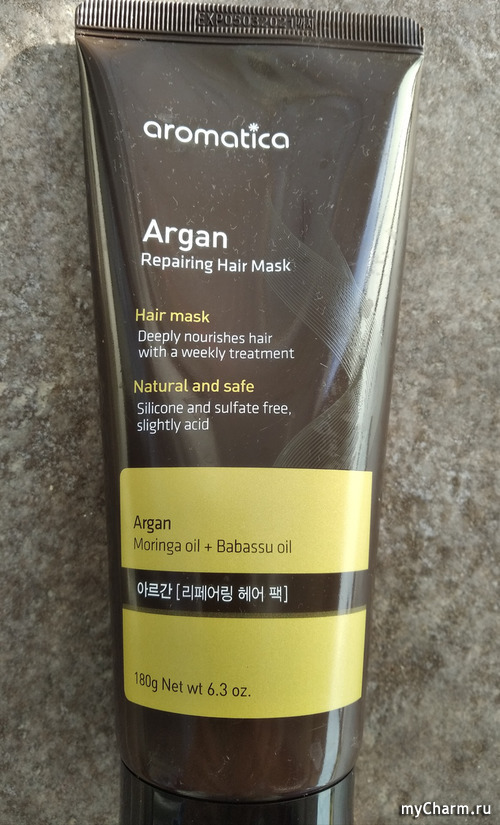 aromatica
Argan
Repairing Hair Mask
Hair mask
Deeply nourishes hair
with a weekly treatment
Natural and safe
Silicone and sulfate free,
slightly acid
Argan
Moringa oil + Babassu oil
아르간 [리페어링 헤어 팩]
180g Net wt 6.3 oz.
myCharm.ru